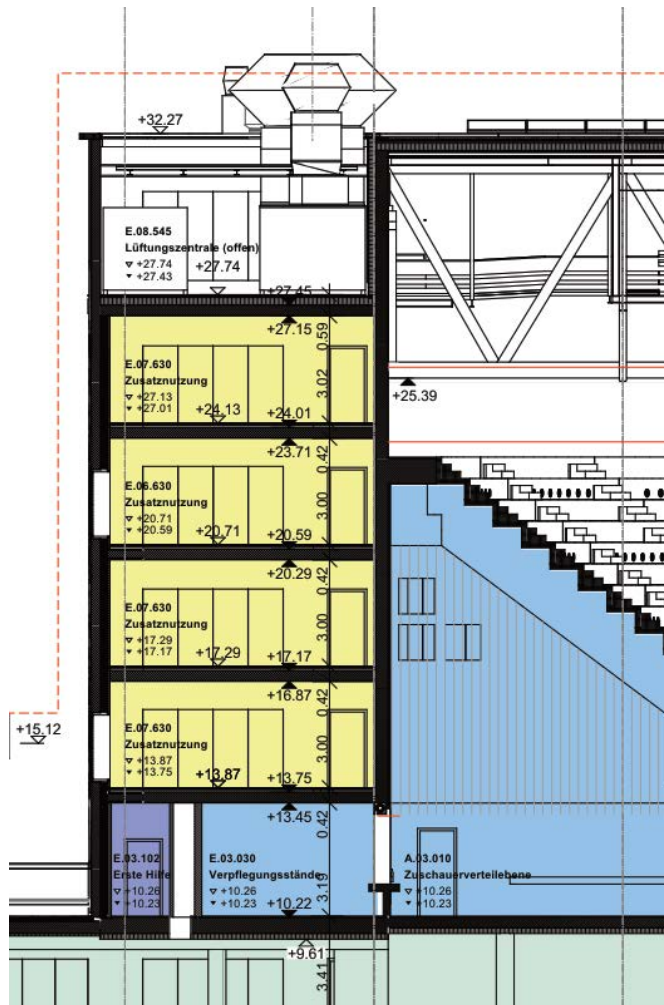 +32.27
E.08.545
Lüftungszentrale (offen)
+27.74
+27.43
+27.74
+27.45
+27.15
0.59
E.07.630
Zusatznutzung
+27.13
+27.01
3.02
+24.13
+24.01
+25.39
+23.71
0.42
E.06.630
Zusatznutzung
+20.71
+20.59
3.00
+20.71
+20.59
+20.29
0.42
E.07.630
Zusatznutzung
+17.29
+17.17
3.00
+17.29
+17.17
+16.87
0.42
+15.12
E.07.630
Zusatznutzung
+13.87
+13.75
3.00
+13.87
+13.75
+13.45
0.42
E.03.102
Erste Hilfe
+10.26
+10.23
E.03.030
Verpflegungsstände
+10.26
+10.23
3.19
+10.22
A.03.010
Zuschauerverteilebene
+10.26
+10.23
+9.61
3.41